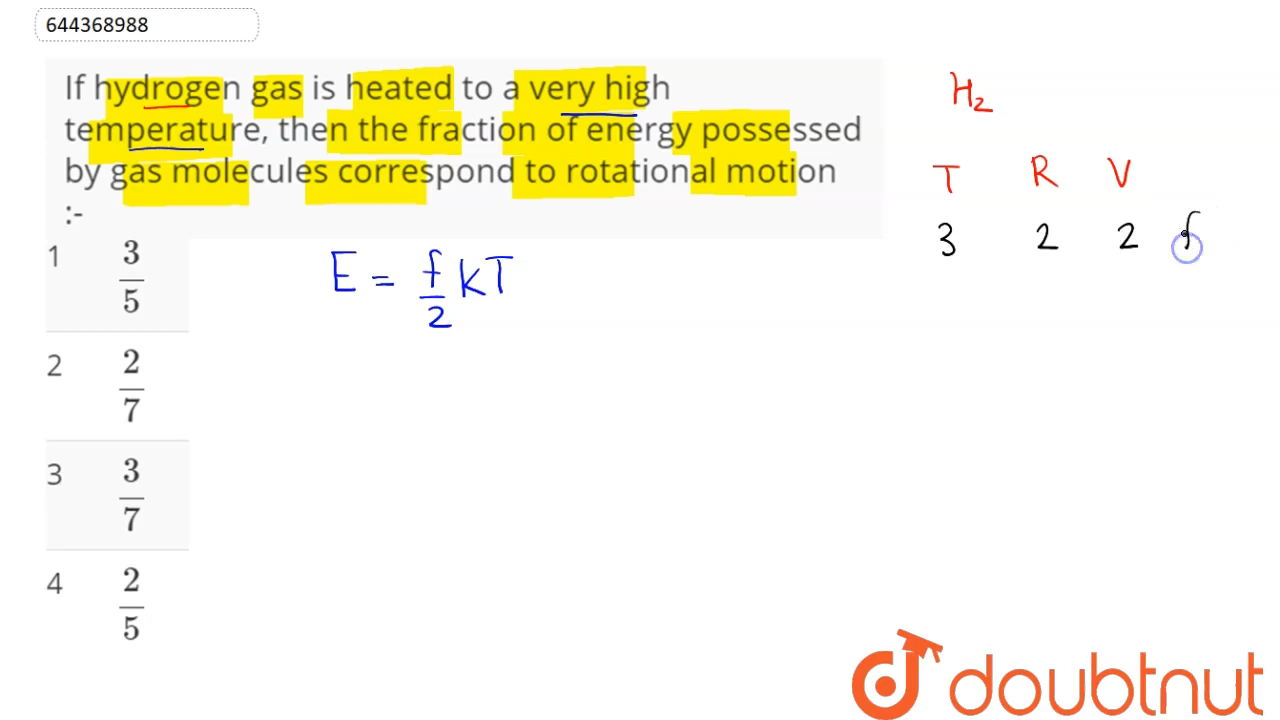 644368988
If hydrogen gas is heated to a very high
temperature, then the fraction of energy possessed
by gas molecules correspond to rotational motion
:-
1 3/5
2 2/7
3 3/7
4 2/5
E = f/2 KT
H₂
T R V
3 2 2 f
doubtnut